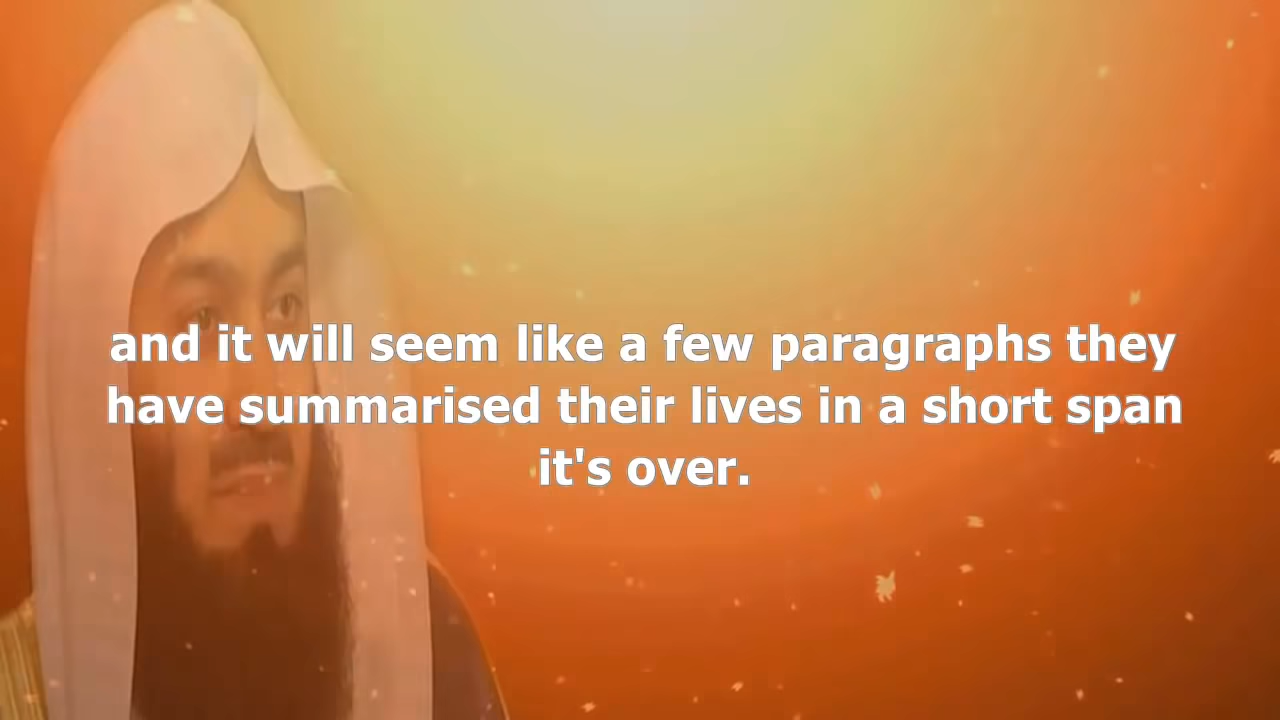 and it will seem like a few paragraphs they
have summarised their lives in a short span
it's over.